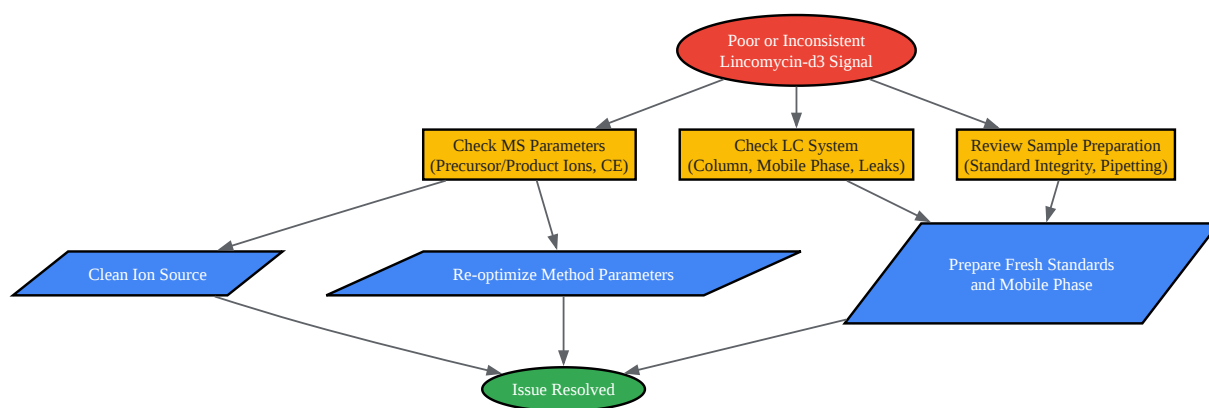 Poor or Inconsistent
Lincomycin-d3 Signal
Check MS Parameters
(Precursor/Product Ions, CE)
Check LC System
(Column, Mobile Phase, Leaks)
Review Sample Preparation
(Standard Integrity, Pipetting)
Clean Ion Source
Re-optimize Method Parameters
Prepare Fresh Standards
and Mobile Phase
Issue Resolved